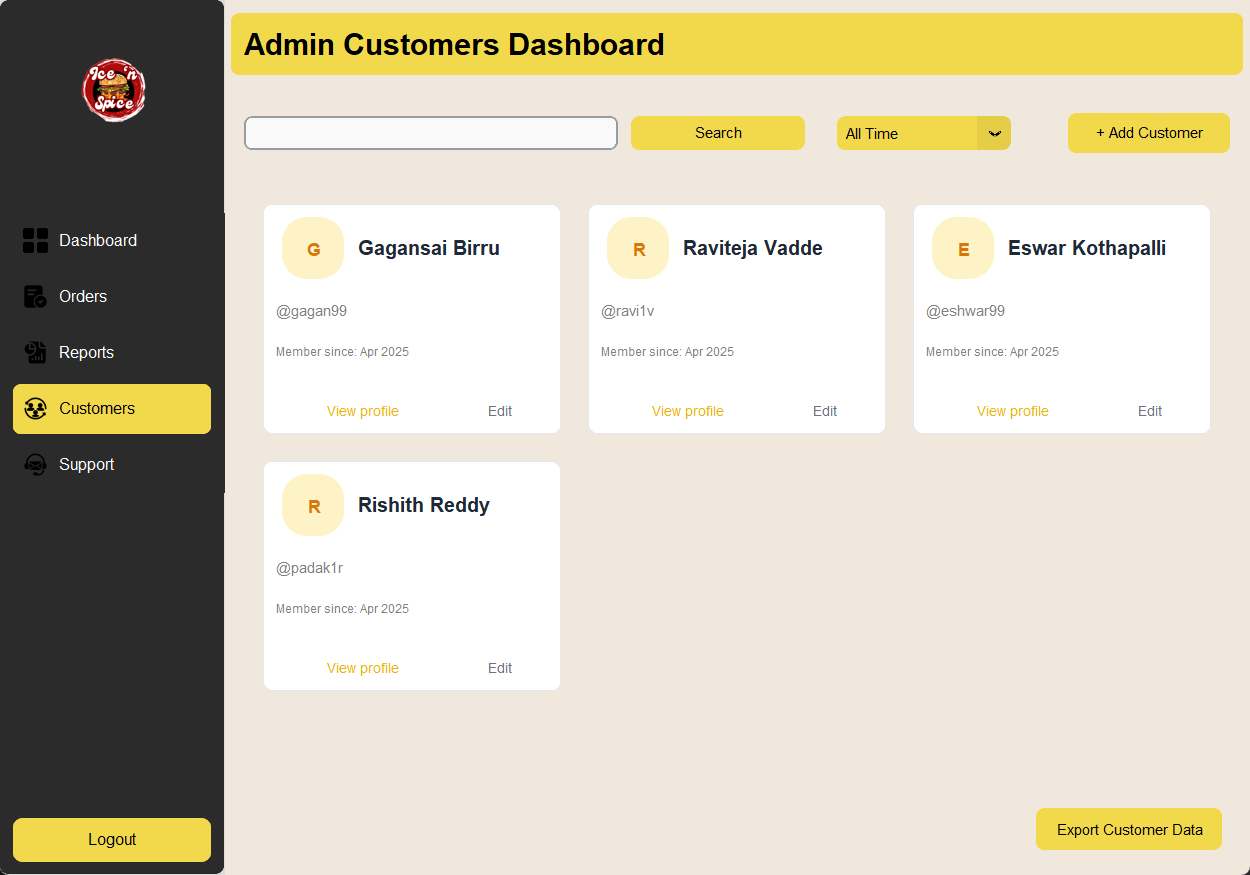 Ice 'n
Spice
Dashboard
Orders
Reports
Customers
Support
Logout
Admin Customers Dashboard
Search
All Time
+ Add Customer
G
Gagansai Birru
@gagan99
Member since: Apr 2025
View profile
Edit
R
Raviteja Vadde
@ravi1v
Member since: Apr 2025
View profile
Edit
E
Eswar Kothapalli
@eshwar99
Member since: Apr 2025
View profile
Edit
R
Rishith Reddy
@padak1r
Member since: Apr 2025
View profile
Edit
Export Customer Data